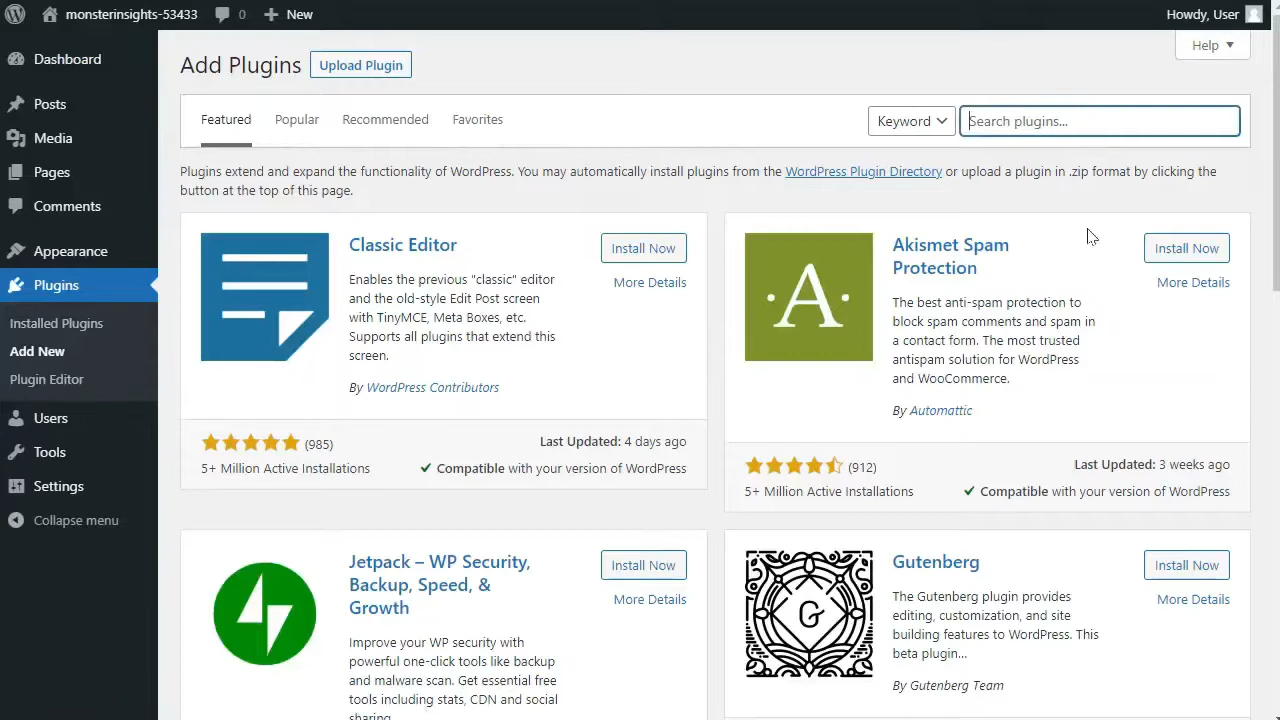 monsterinsights-53433
0
New
Howdy, User
Dashboard
Posts
Media
Pages
Comments
Appearance
Plugins
Installed Plugins
Add New
Plugin Editor
Users
Tools
Settings
Collapse menu
Help
Add Plugins
Upload Plugin
Featured
Popular
Recommended
Favorites
Keyword
Search plugins...
Plugins extend and expand the functionality of WordPress. You may automatically install plugins from the WordPress Plugin Directory or upload a plugin in .zip format by clicking the
button at the top of this page.
Classic Editor
Install Now
More Details
Enables the previous "classic" editor
and the old-style Edit Post screen
with TinyMCE, Meta Boxes, etc.
Supports all plugins that extend this
screen.
By WordPress Contributors
(985)
Last Updated: 4 days ago
5+ Million Active Installations
Compatible with your version of WordPress
A
Akismet Spam
Protection
Install Now
More Details
The best anti-spam protection to
block spam comments and spam in
a contact form. The most trusted
antispam solution for WordPress
and WooCommerce.
By Automattic
(912)
Last Updated: 3 weeks ago
5+ Million Active Installations
Compatible with your version of WordPress
Jetpack – WP Security,
Backup, Speed, &
Growth
Install Now
More Details
Improve your WP security with
powerful one-click tools like backup
and malware scan. Get essential free
tools including stats, CDN and social
sharing
G
Gutenberg
Install Now
More Details
The Gutenberg plugin provides
editing, customization, and site
building features to WordPress. This
beta plugin...
By Gutenberg Team